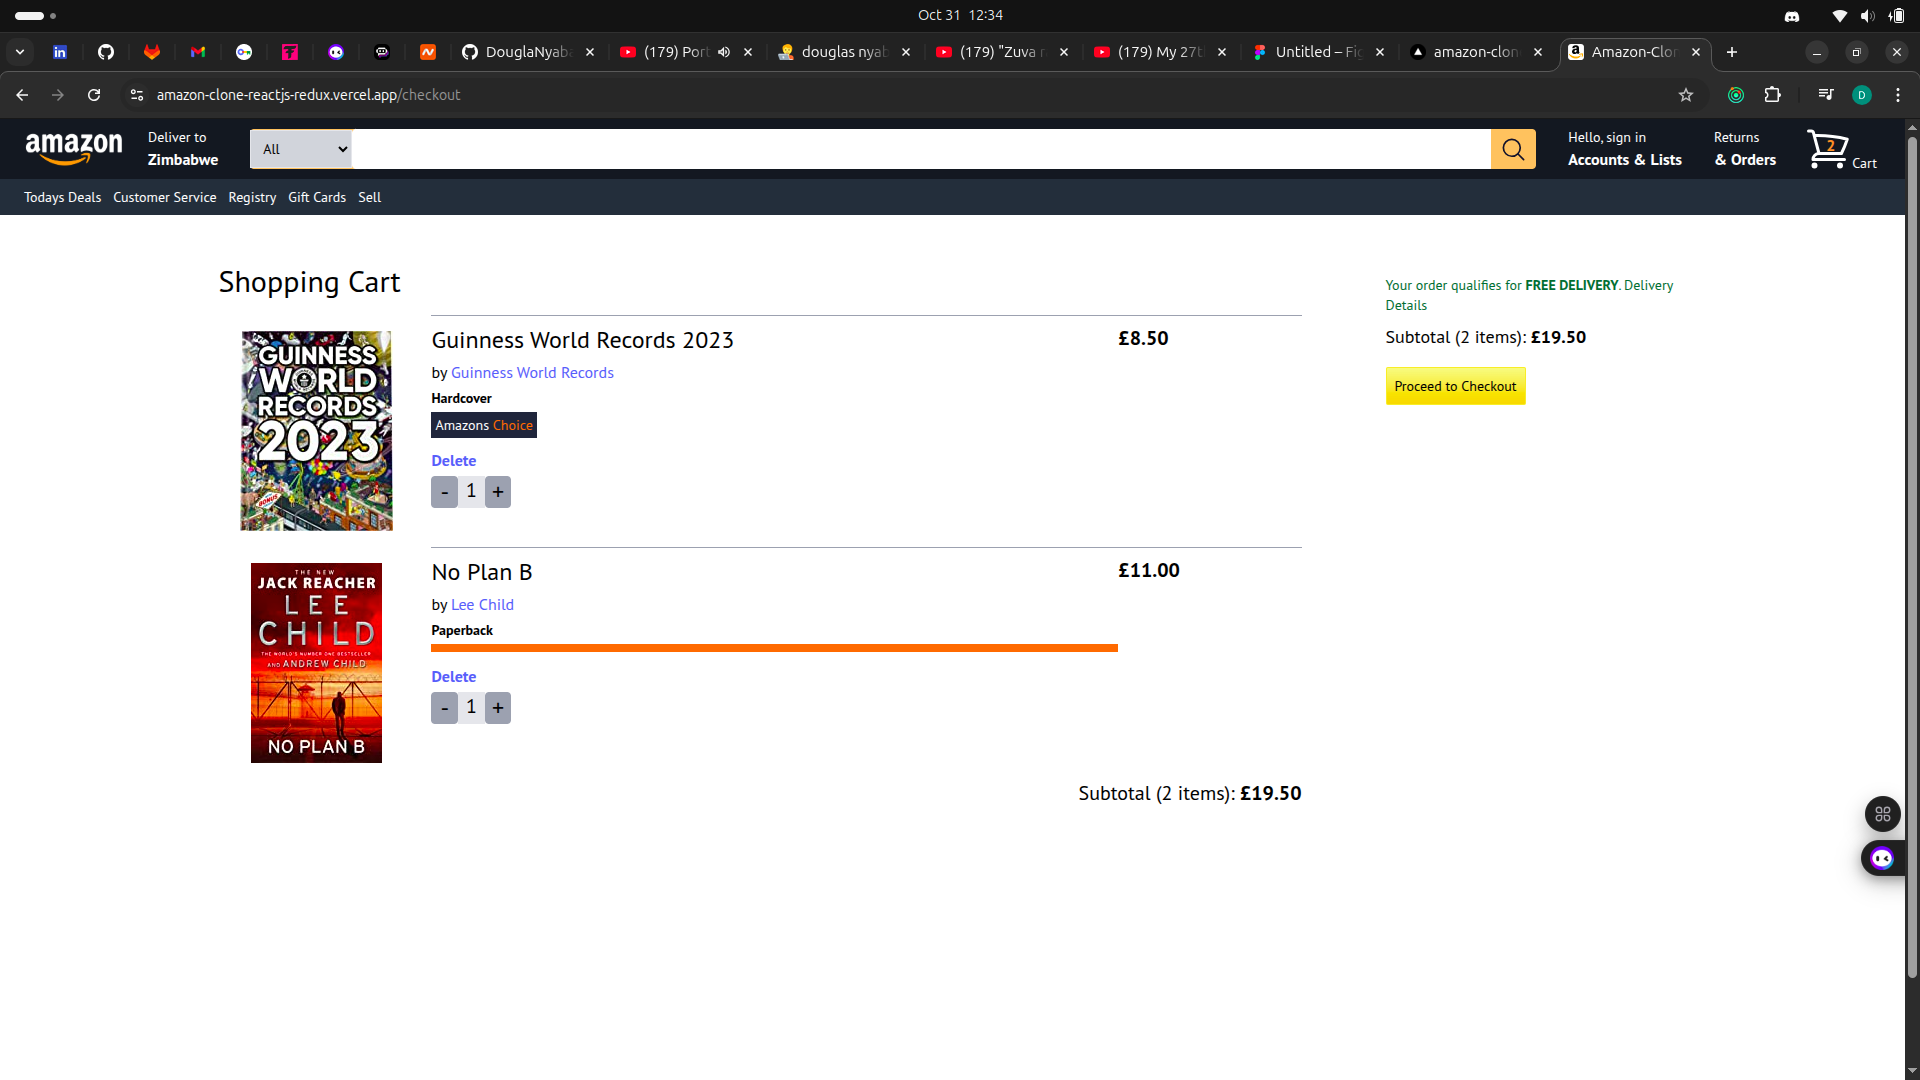 Oct 31 12:34
DouglaNyaba
(179) Port
douglas nyab
(179) "Zuva r
(179) My 27t
Untitled – Fig
amazon-clon
Amazon-Clon
amazon-clone-reactjs-redux.vercel.app/checkout
D
amazon
Deliver to
Zimbabwe
All
Hello, sign in
Accounts & Lists
Returns
& Orders
2
Cart
Todays Deals Customer Service Registry Gift Cards Sell
Shopping Cart
Your order qualifies for FREE DELIVERY. Delivery
Details
Subtotal (2 items): £19.50
Proceed to Checkout
GUINNESS
WORLD
RECORDS
2023
BONUS
Guinness World Records 2023
£8.50
by Guinness World Records
Hardcover
Amazons Choice
Delete
- 1 +
THE NEW
JACK REACHER
LEE
CHILD
THE WORLD'S NUMBER ONE BESTSELLER
AND ANDREW CHILD
NO PLAN B
No Plan B
£11.00
by Lee Child
Paperback
Delete
- 1 +
Subtotal (2 items): £19.50